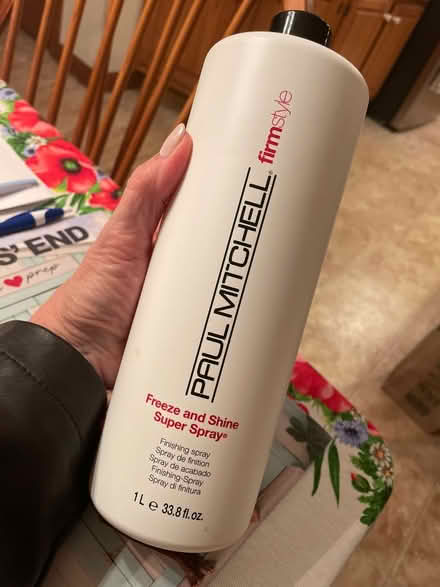 firmstyle
PAUL MITCHELL®
Freeze and Shine
Super Spray®
Finishing spray
Spray de finition
Spray de acabado
Finishing-Spray
Spray di finitura
1 L e 33.8 fl.oz.
S' END
prep